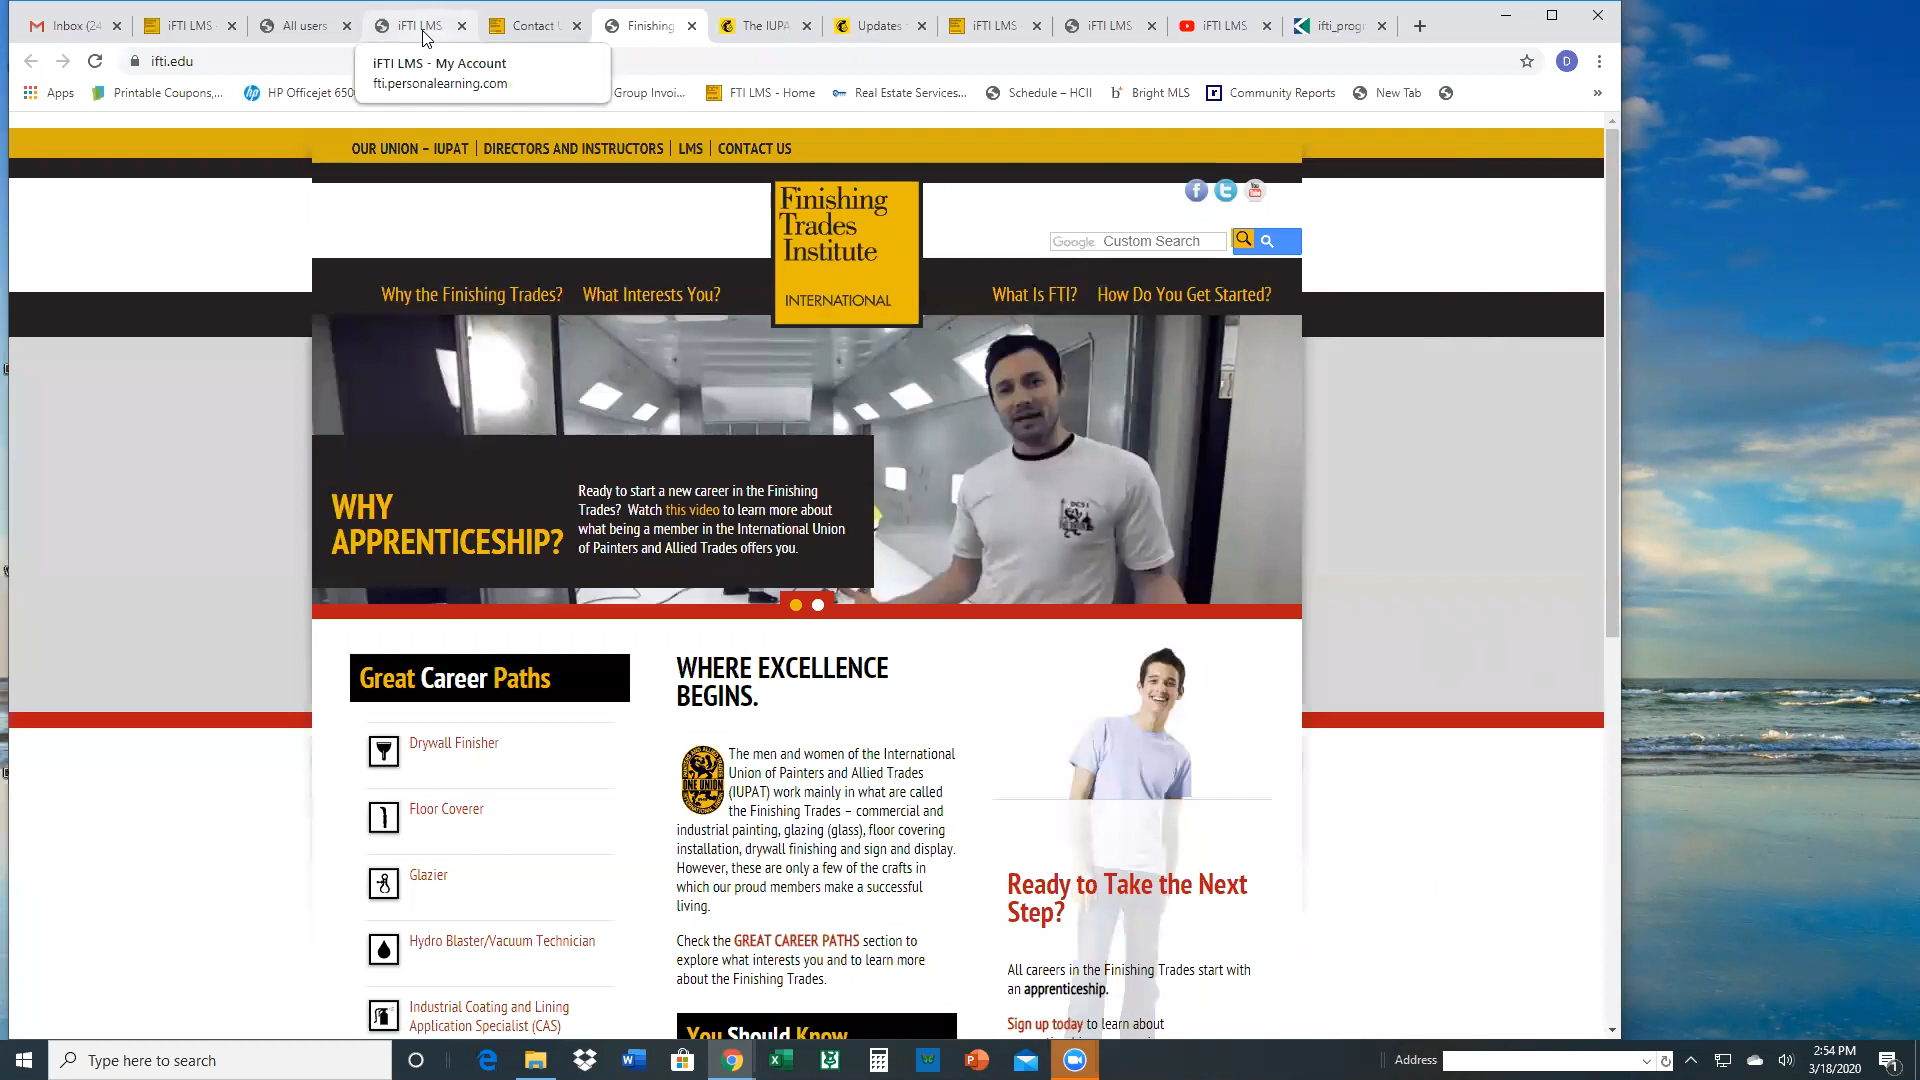 Inbox (24
iFTI LMS
All users
iFTI LMS
Contact U
Finishing
The IUPA
Updates
iFTI LMS
iFTI LMS
iFTI LMS
ifti_progr
ifti.edu
D
iFTI LMS - My Account
fti.personalearning.com
Apps
Printable Coupons,...
HP Officejet 650
Group Invoi...
FTI LMS - Home
Real Estate Services...
Schedule – HCII
Bright MLS
Community Reports
New Tab
»
OUR UNION – IUPAT | DIRECTORS AND INSTRUCTORS | LMS | CONTACT US
Finishing
Trades
Institute
INTERNATIONAL
Google Custom Search
Why the Finishing Trades?
What Interests You?
What Is FTI?
How Do You Get Started?
WHY
APPRENTICESHIP?
Ready to start a new career in the Finishing
Trades? Watch this video to learn more about
what being a member in the International Union
of Painters and Allied Trades offers you.
Great Career Paths
Drywall Finisher
Floor Coverer
Glazier
Hydro Blaster/Vacuum Technician
Industrial Coating and Lining
Application Specialist (CAS)
WHERE EXCELLENCE
BEGINS.
ONE UNION
The men and women of the International
Union of Painters and Allied Trades
(IUPAT) work mainly in what are called
the Finishing Trades – commercial and
industrial painting, glazing (glass), floor covering
installation, drywall finishing and sign and display.
However, these are only a few of the crafts in
which our proud members make a successful
living.
Check the GREAT CAREER PATHS section to
explore what interests you and to learn more
about the Finishing Trades.
You Should Know
Ready to Take the Next
Step?
All careers in the Finishing Trades start with
an apprenticeship.
Sign up today to learn about
Type here to search
Address
2:54 PM
3/18/2020
1